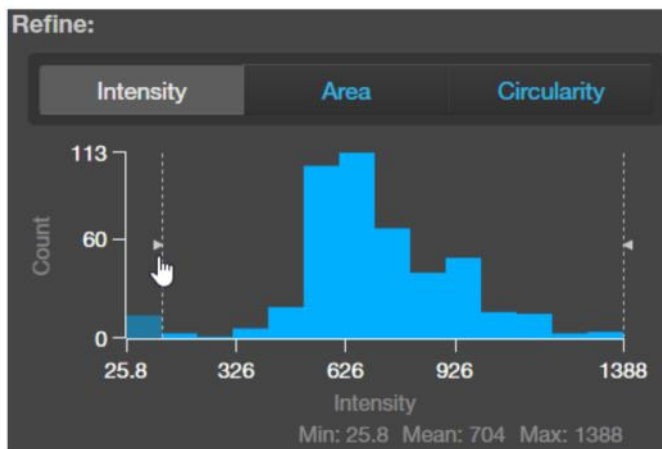 Refine:
Intensity Area Circularity
113
60
0
Count
25.8 326 626 926 1388
Intensity
Min: 25.8 Mean: 704 Max: 1388